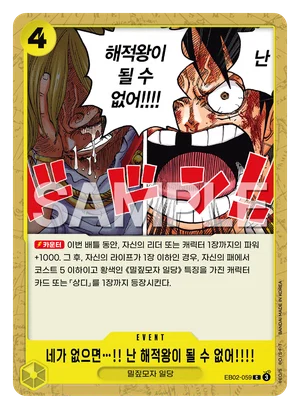 4
해적왕이
될 수
없어!!!!
난
ドドン!!
SAMPLE
카운터 이번 배틀 동안, 자신의 리더 또는 캐릭터 1장까지의 파워
+1000. 그 후, 자신의 라이프가 1장 이하인 경우, 자신의 패에서
코스트 5 이하이고 황색인 《밀짚모자 일당》 특징을 가진 캐릭터
카드 또는 「상디」를 1장까지 등장시킨다.
EVENT
네가 없으면…!! 난 해적왕이 될 수 없어!!!!
밀짚모자 일당
EB02-059